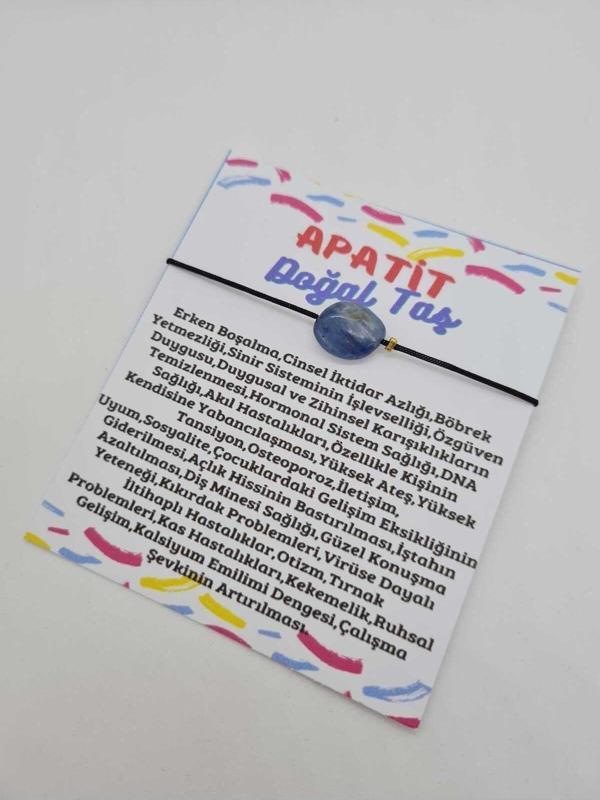 APATİT
Doğal Taş
Erken Boşalma,Cinsel İktidar Azlığı,Böbrek
Yetmezliği,Sinir Sisteminin İşlevselliği,Özgüven
Duygusu,Duygusal ve Zihinsel Karışıklıkların
Temizlenmesi,Hormonal Sistem Sağlığı,DNA
Sağlığı,Akıl Hastalıkları,Özellikle Kişinin
Kendisine Yabancılaşması,Yüksek Ateş,Yüksek
Tansiyon,Osteoporoz,İletişim,
Uyum,Sosyalite,Çocuklardaki Gelişim Eksikliğinin
Giderilmesi,Açlık Hissinin Bastırılması,İştahın
Azaltılması,Diş Minesi Sağlığı,Güzel Konuşma
Yeteneği,Kıkırdak Problemleri,Virüse Dayalı
İltihaplı Hastalıklar,Otizm,Tırnak
Problemleri,Kas Hastalıkları,Kekemelik,Ruhsal
Gelişim,Kalsiyum Emilimi Dengesi,Çalışma
Şevkinin Artırılması.